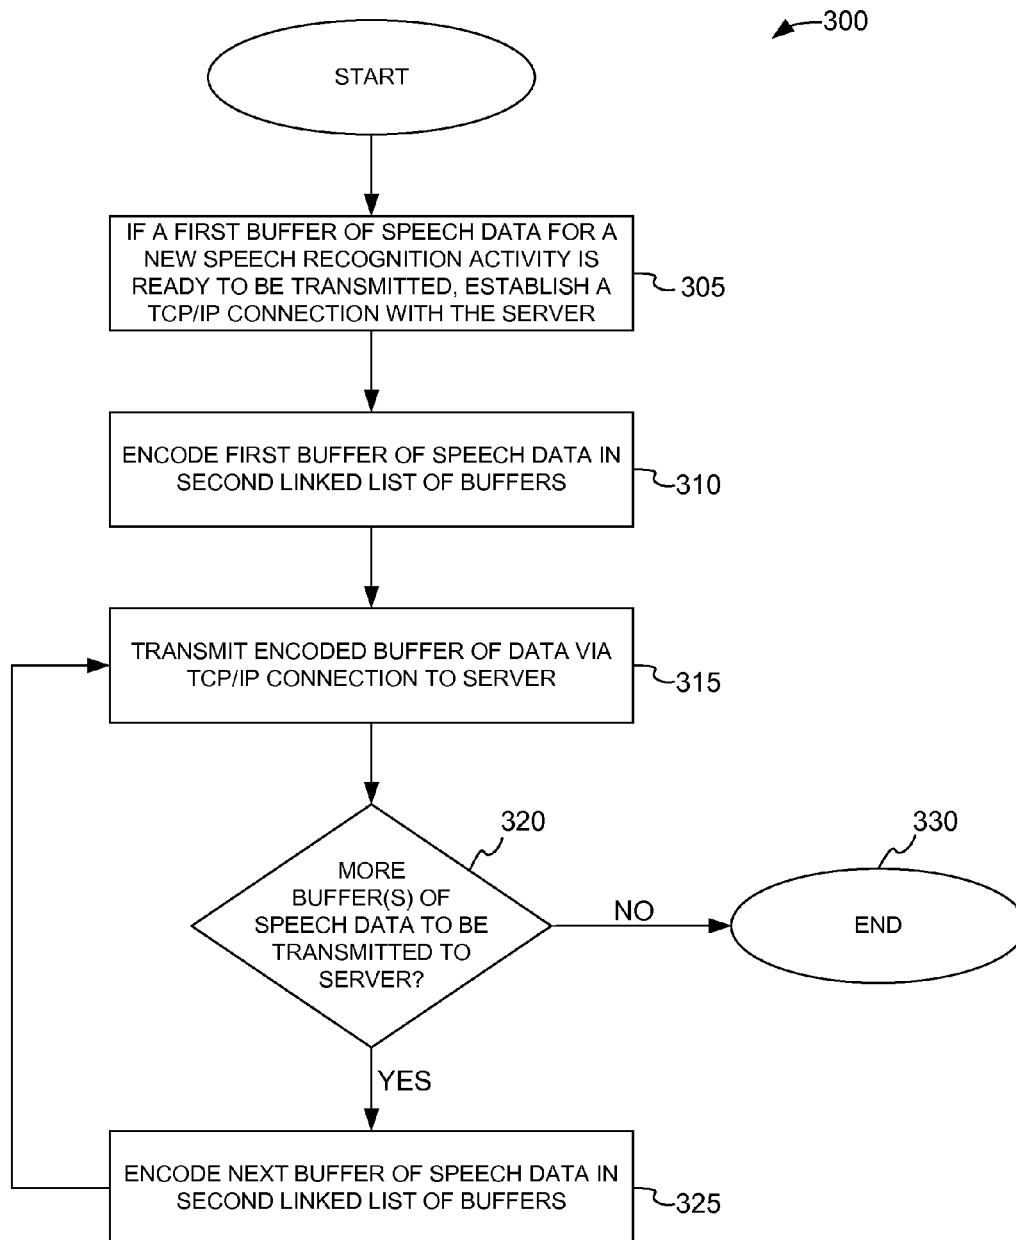 300
START
IF A FIRST BUFFER OF SPEECH DATA FOR A
NEW SPEECH RECOGNITION ACTIVITY IS
READY TO BE TRANSMITTED, ESTABLISH A
TCP/IP CONNECTION WITH THE SERVER
305
ENCODE FIRST BUFFER OF SPEECH DATA IN
SECOND LINKED LIST OF BUFFERS
310
TRANSMIT ENCODED BUFFER OF DATA VIA
TCP/IP CONNECTION TO SERVER
315
320
MORE
BUFFER(S) OF
SPEECH DATA TO BE
TRANSMITTED TO
SERVER?
NO
330
END
YES
ENCODE NEXT BUFFER OF SPEECH DATA IN
SECOND LINKED LIST OF BUFFERS
325